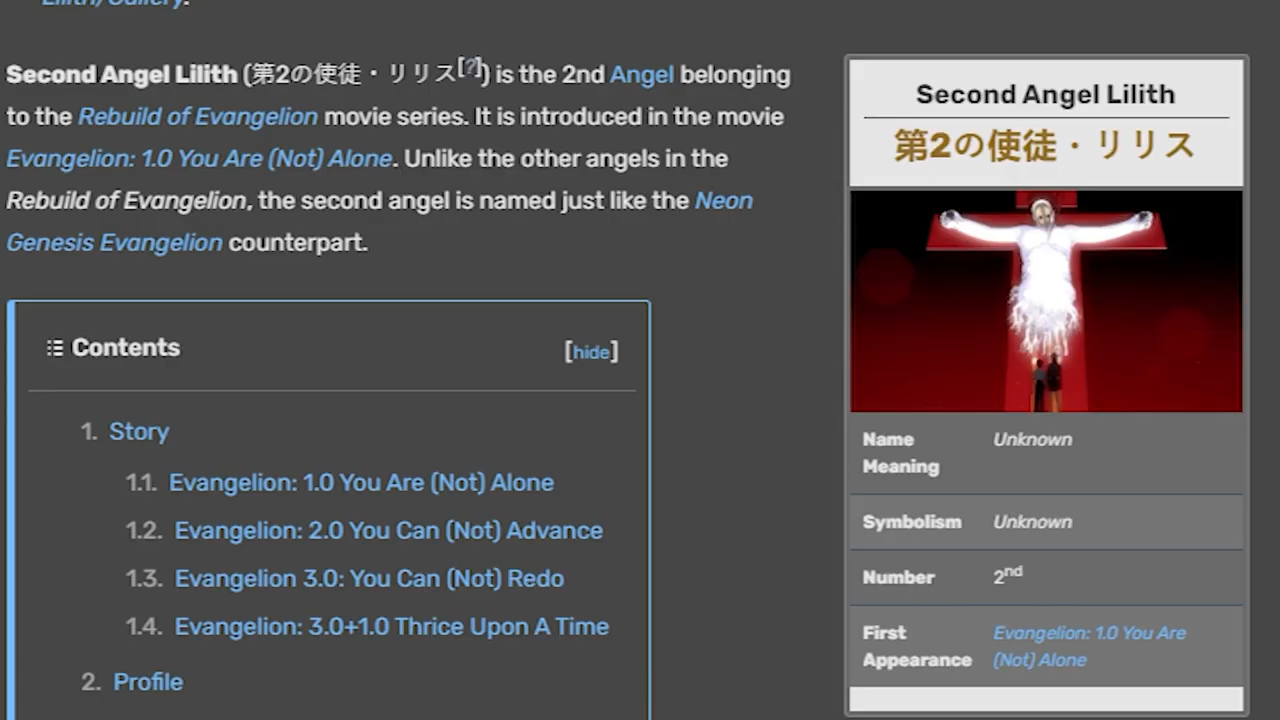 Lilith/Gallery.
Second Angel Lilith (第2の使徒・リリス[?]) is the 2nd Angel belonging
to the Rebuild of Evangelion movie series. It is introduced in the movie
Evangelion: 1.0 You Are (Not) Alone. Unlike the other angels in the
Rebuild of Evangelion, the second angel is named just like the Neon
Genesis Evangelion counterpart.
Contents [hide]
1. Story
1.1. Evangelion: 1.0 You Are (Not) Alone
1.2. Evangelion: 2.0 You Can (Not) Advance
1.3. Evangelion 3.0: You Can (Not) Redo
1.4. Evangelion: 3.0+1.0 Thrice Upon A Time
2. Profile
Second Angel Lilith
第2の使徒・リリス
Name Unknown
Meaning
Symbolism Unknown
Number 2nd
First Evangelion: 1.0 You Are
Appearance (Not) Alone